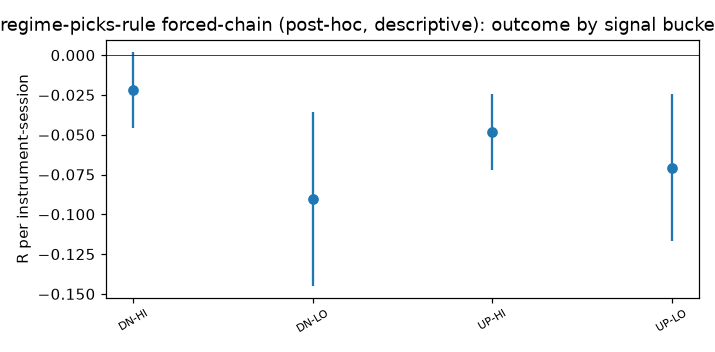 regime-picks-rule forced-chain (post-hoc, descriptive): outcome by signal bucke
R per instrument-session
0.000
−0.025
−0.050
−0.075
−0.100
−0.125
−0.150
DN-HI
DN-LO
UP-HI
UP-LO